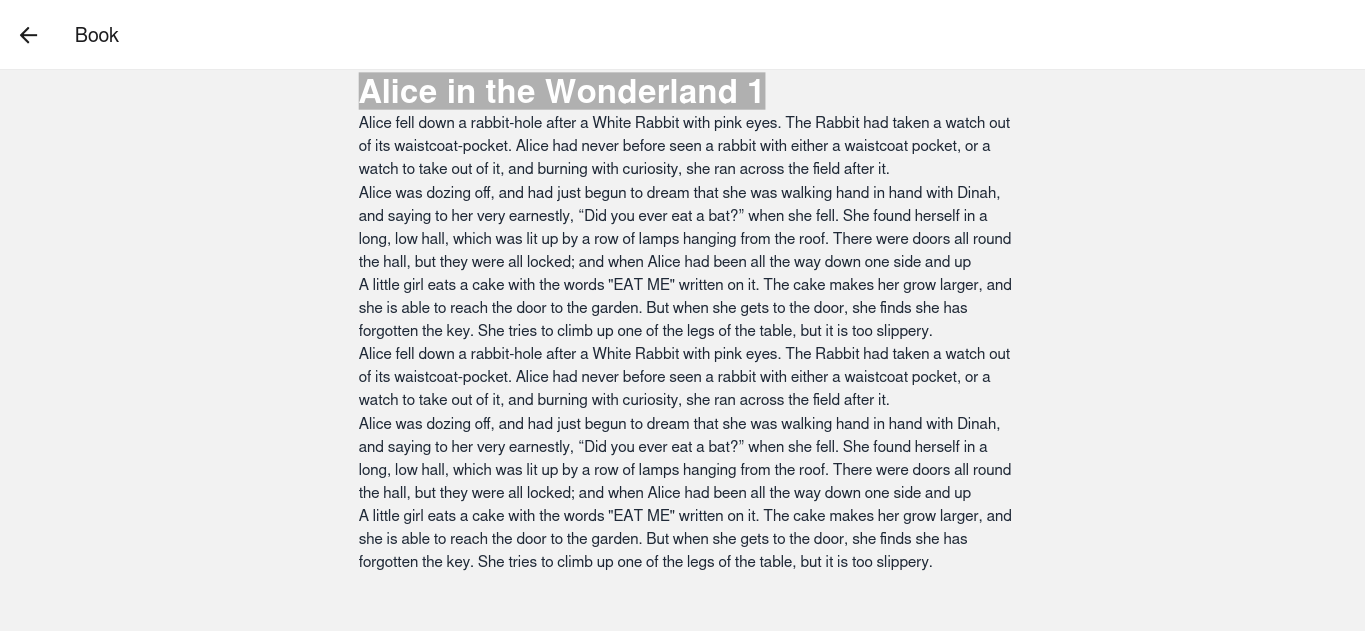 Book
Alice in the Wonderland 1
Alice fell down a rabbit-hole after a White Rabbit with pink eyes. The Rabbit had taken a watch out
of its waistcoat-pocket. Alice had never before seen a rabbit with either a waistcoat pocket, or a
watch to take out of it, and burning with curiosity, she ran across the field after it.
Alice was dozing off, and had just begun to dream that she was walking hand in hand with Dinah,
and saying to her very earnestly, “Did you ever eat a bat?” when she fell. She found herself in a
long, low hall, which was lit up by a row of lamps hanging from the roof. There were doors all round
the hall, but they were all locked; and when Alice had been all the way down one side and up
A little girl eats a cake with the words "EAT ME" written on it. The cake makes her grow larger, and
she is able to reach the door to the garden. But when she gets to the door, she finds she has
forgotten the key. She tries to climb up one of the legs of the table, but it is too slippery.
Alice fell down a rabbit-hole after a White Rabbit with pink eyes. The Rabbit had taken a watch out
of its waistcoat-pocket. Alice had never before seen a rabbit with either a waistcoat pocket, or a
watch to take out of it, and burning with curiosity, she ran across the field after it.
Alice was dozing off, and had just begun to dream that she was walking hand in hand with Dinah,
and saying to her very earnestly, “Did you ever eat a bat?” when she fell. She found herself in a
long, low hall, which was lit up by a row of lamps hanging from the roof. There were doors all round
the hall, but they were all locked; and when Alice had been all the way down one side and up
A little girl eats a cake with the words "EAT ME" written on it. The cake makes her grow larger, and
she is able to reach the door to the garden. But when she gets to the door, she finds she has
forgotten the key. She tries to climb up one of the legs of the table, but it is too slippery.